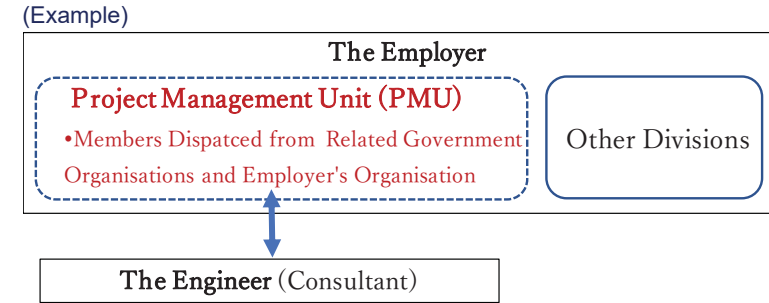 (Example)
The Employer
Project Management Unit (PMU)
•Members Dispatced from Related Government
Organisations and Employer's Organisation
Other Divisions
The Engineer (Consultant)